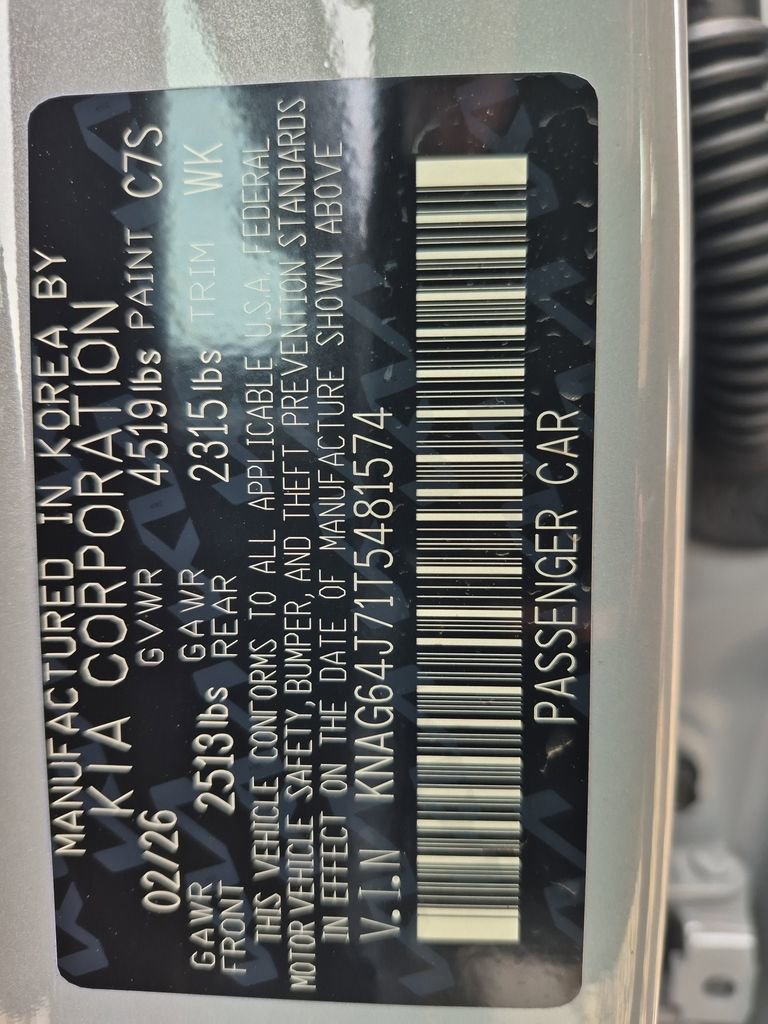 MANUFACTURED IN KOREA BY
KIA CORPORATION
02/26 GVWR 4519lbs PAINT C7S
GAWR FRONT 2513lbs GAWR REAR 2315lbs TRIM WK
THIS VEHICLE CONFORMS TO ALL APPLICABLE U.S.A. FEDERAL
MOTOR VEHICLE SAFETY, BUMPER, AND THEFT PREVENTION STANDARDS
IN EFFECT ON THE DATE OF MANUFACTURE SHOWN ABOVE
V.I.N KNAG64J71T5481574
PASSENGER CAR